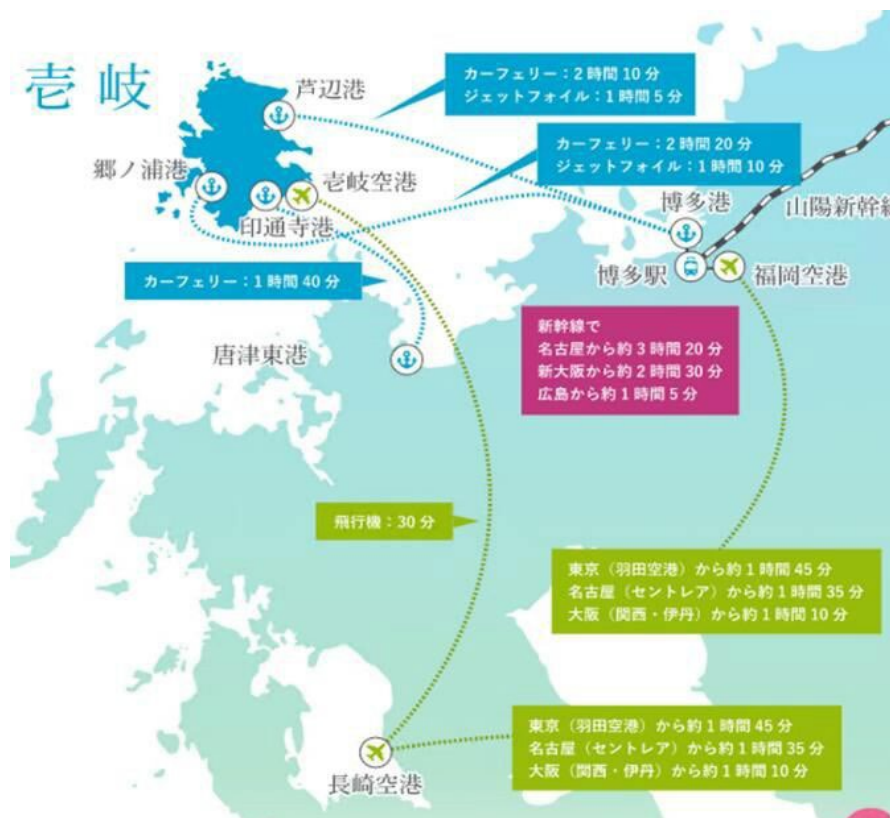 壱岐
芦辺港
カーフェリー：2時間10分
ジェットフォイル：1時間5分
カーフェリー：2時間20分
ジェットフォイル：1時間10分
郷ノ浦港
壱岐空港
印通寺港
博多港
山陽新幹線
博多駅
福岡空港
カーフェリー：1時間40分
唐津東港
新幹線で
名古屋から約3時間20分
新大阪から約2時間30分
広島から約1時間5分
飛行機：30分
東京（羽田空港）から約1時間45分
名古屋（セントレア）から約1時間35分
大阪（関西・伊丹）から約1時間10分
東京（羽田空港）から約1時間45分
名古屋（セントレア）から約1時間35分
大阪（関西・伊丹）から約1時間10分
長崎空港